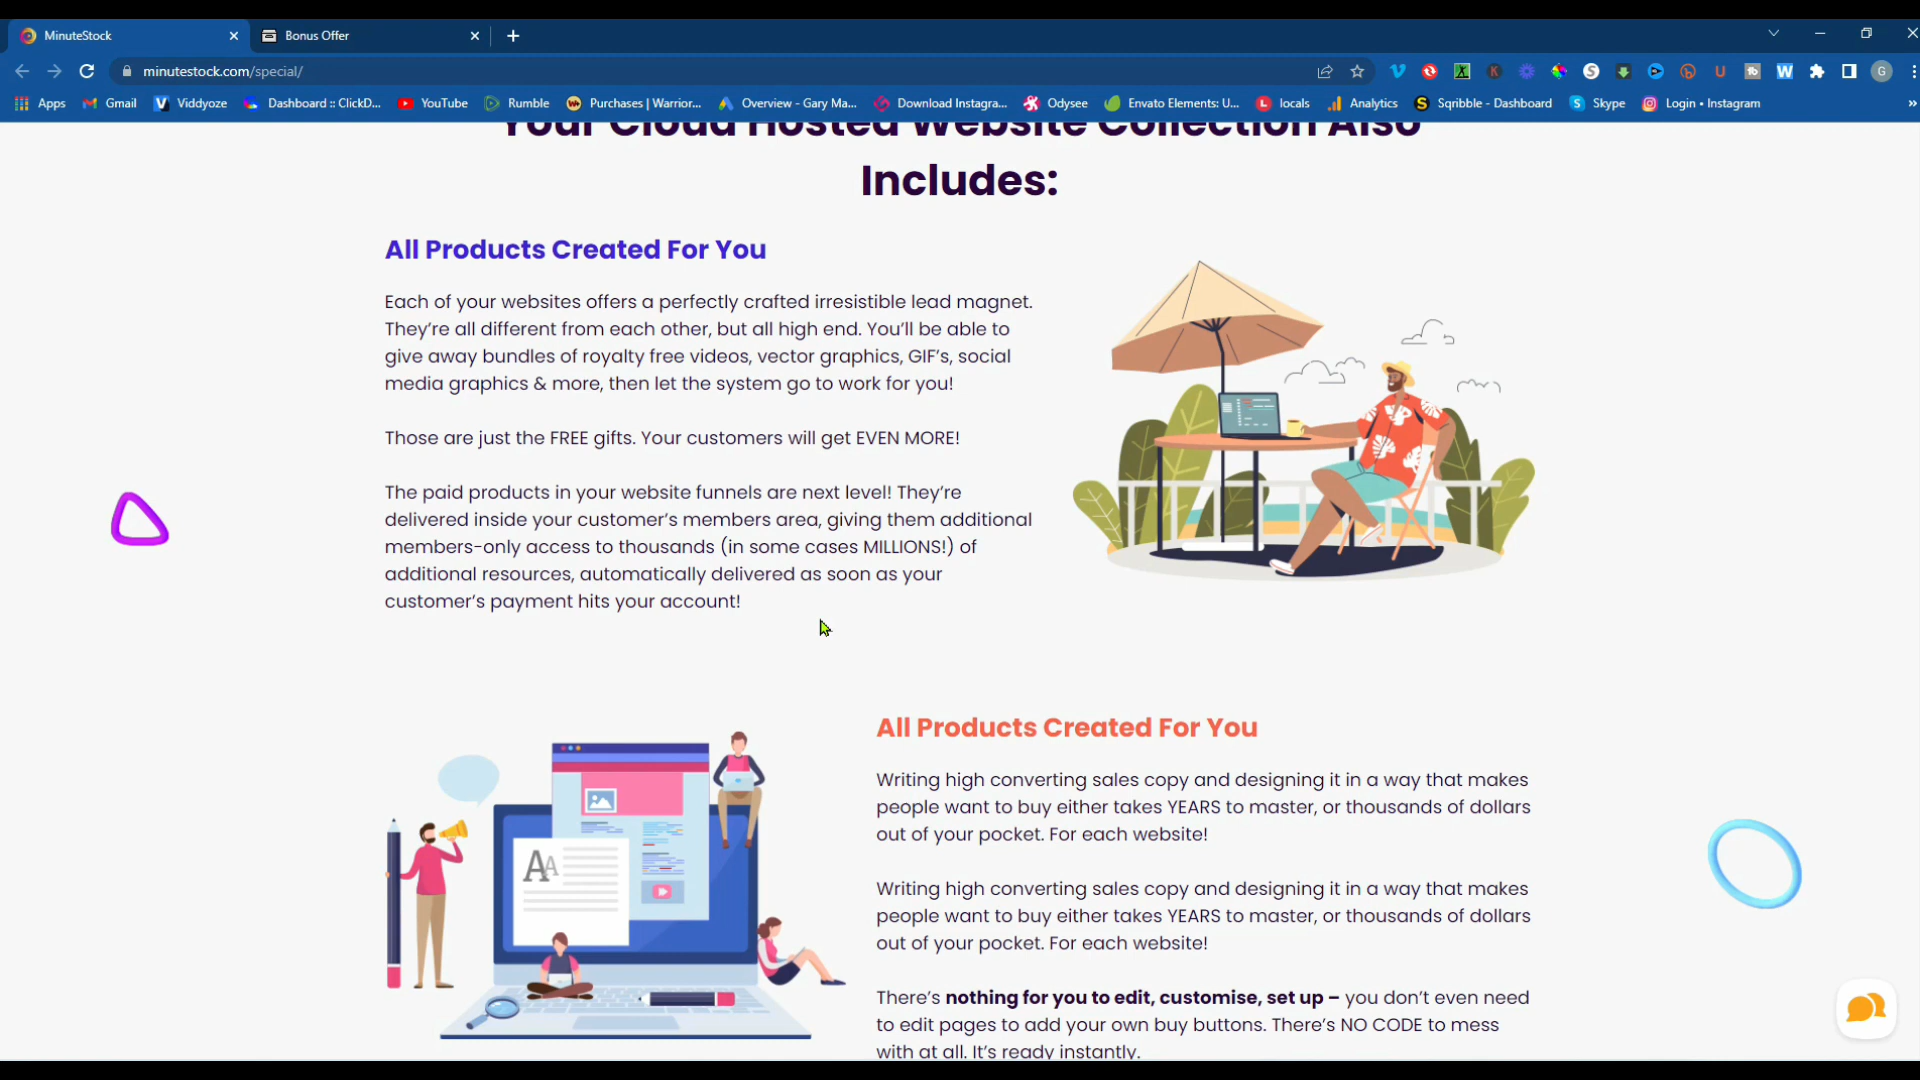 MinuteStock
Bonus Offer
minutestock.com/special/
Apps
Gmail
Viddyoze
Dashboard :: ClickD...
YouTube
Rumble
Purchases | Warrior...
Overview - Gary Ma...
Download Instagra...
Odysee
Envato Elements: U...
locals
Analytics
Sqribble - Dashboard
Skype
Login • Instagram
Your Cloud Hosted Website Collection Also
Includes:
All Products Created For You
Each of your websites offers a perfectly crafted irresistible lead magnet.
They’re all different from each other, but all high end. You’ll be able to
give away bundles of royalty free videos, vector graphics, GIF’s, social
media graphics & more, then let the system go to work for you!
Those are just the FREE gifts. Your customers will get EVEN MORE!
The paid products in your website funnels are next level! They’re
delivered inside your customer’s members area, giving them additional
members-only access to thousands (in some cases MILLIONS!) of
additional resources, automatically delivered as soon as your
customer’s payment hits your account!
All Products Created For You
Writing high converting sales copy and designing it in a way that makes
people want to buy either takes YEARS to master, or thousands of dollars
out of your pocket. For each website!
Writing high converting sales copy and designing it in a way that makes
people want to buy either takes YEARS to master, or thousands of dollars
out of your pocket. For each website!
There’s nothing for you to edit, customise, set up – you don’t even need
to edit pages to add your own buy buttons. There’s NO CODE to mess
with at all. It’s ready instantly.
AA